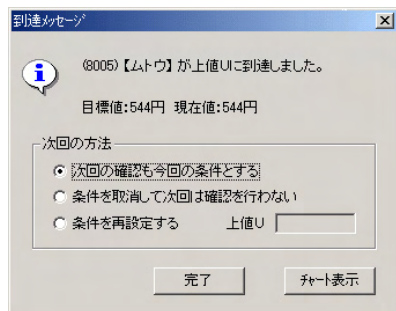 到達ﾒｯｾｰｼﾞ
(8005)【ムトウ】が上値Uに到達しました。
目標値:544円 現在値:544円
次回の方法
次回の確認も今回の条件とする
条件を取消して次回は確認を行わない
条件を再設定する 上値U
完了 ﾁｬｰﾄ表示